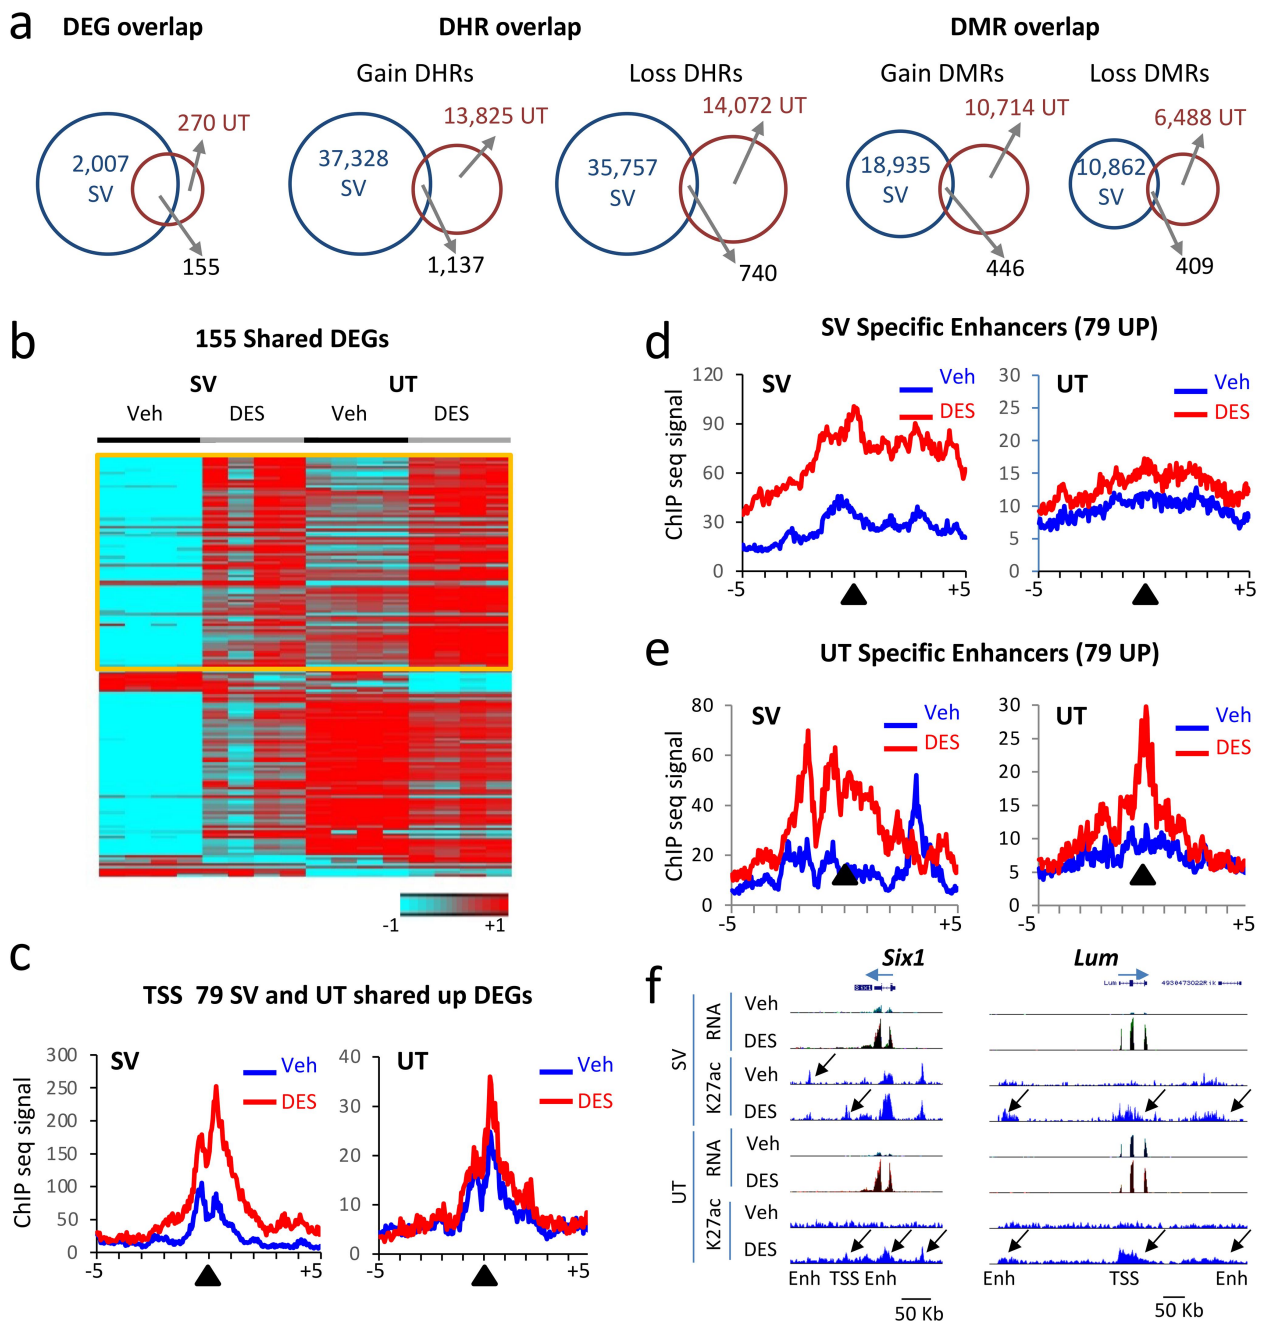 a
DEG overlap
DHR overlap
DMR overlap
Gain DHRs
Loss DHRs
Gain DMRs
Loss DMRs
270 UT
13,825 UT
14,072 UT
10,714 UT
6,488 UT
2,007
SV
37,328
SV
35,757
SV
18,935
SV
10,862
SV
155
1,137
740
446
409
b
155 Shared DEGs
SV
UT
Veh
DES
Veh
DES
-1
+1
c
TSS  79 SV and UT shared up DEGs
SV
Veh
DES
ChIP seq signal
300
250
200
150
100
50
0
-5
+5
UT
Veh
DES
40
30
20
10
0
-5
+5
d
SV Specific Enhancers (79 UP)
SV
Veh
DES
ChIP seq signal
120
90
60
30
0
-5
+5
UT
Veh
DES
30
25
20
15
10
5
0
-5
+5
e
UT Specific Enhancers (79 UP)
SV
Veh
DES
ChIP seq signal
80
60
40
20
0
-5
+5
UT
Veh
DES
30
25
20
15
10
5
0
-5
+5
f
Six1
Lum
Six1
Lum
4930473022Rik
SV
RNA
Veh
DES
K27ac
Veh
DES
UT
RNA
Veh
DES
K27ac
Veh
DES
Enh TSS Enh
Enh TSS Enh
50 Kb
50 Kb